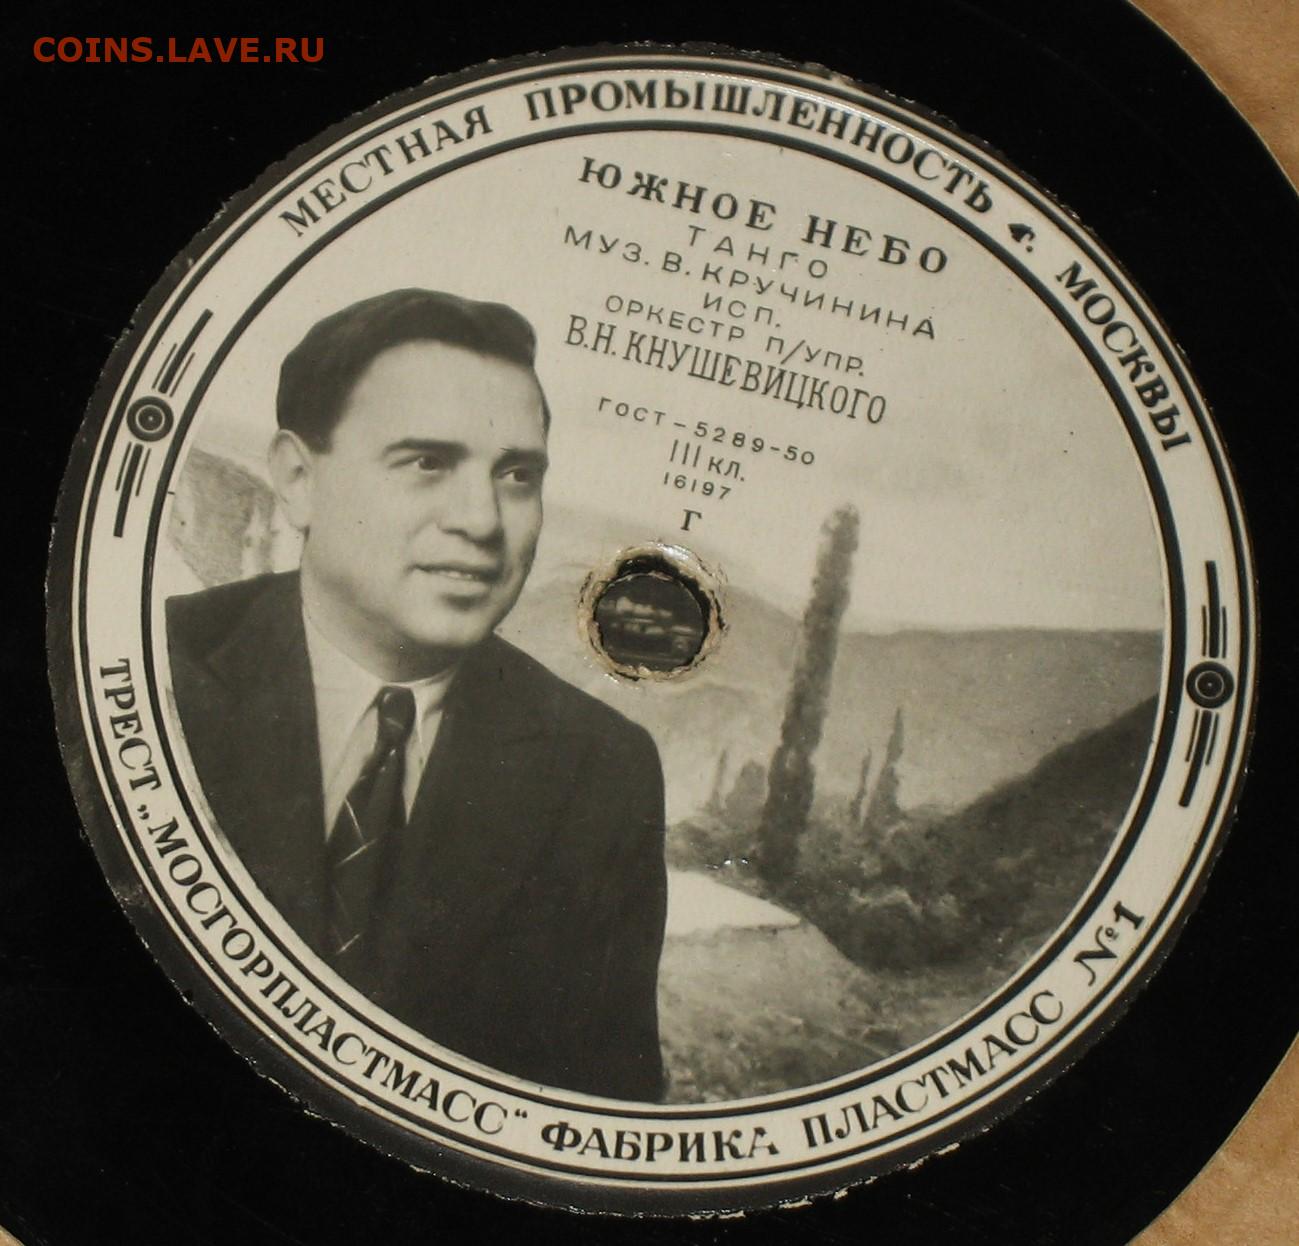 COINS.LAVE.RU
МЕСТНАЯ ПРОМЫШЛЕННОСТЬ г. МОСКВЫ
ЮЖНОЕ НЕБО
ТАНГО
МУЗ. В. КРУЧИНИНА
ИСП.
ОРКЕСТР П/УПР.
В.Н. КНУШЕВИЦКОГО
ГОСТ-5289-50
III КЛ.
16197
Г
ТРЕСТ „МОСГОРПЛАСТМАСС“ ФАБРИКА ПЛАСТМАСС №1